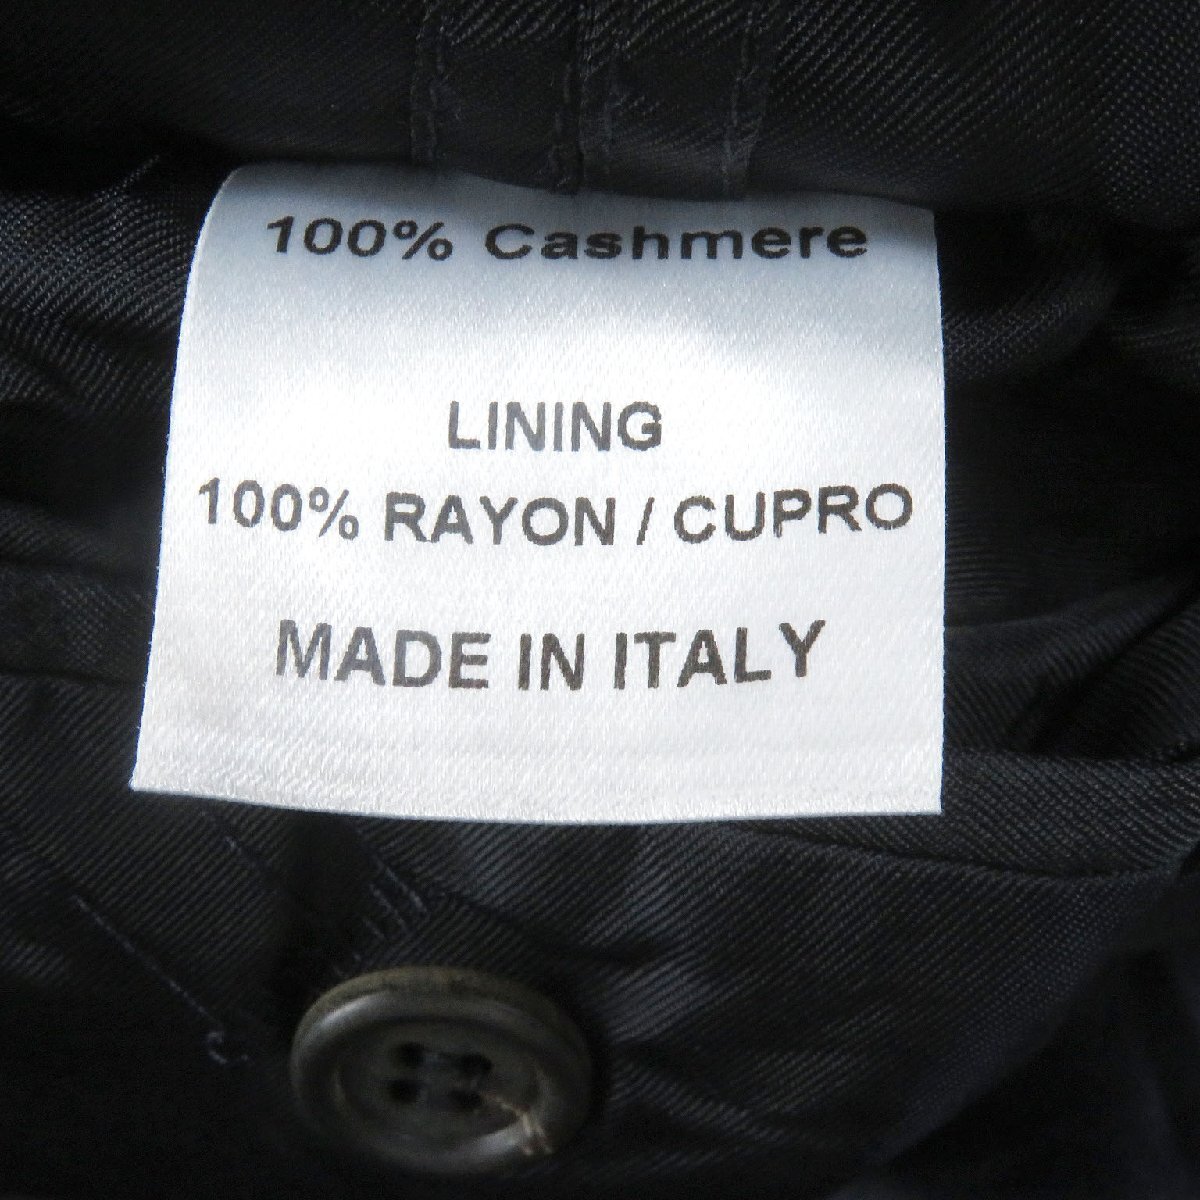 100% Cashmere
LINING
100% RAYON / CUPRO
MADE IN ITALY